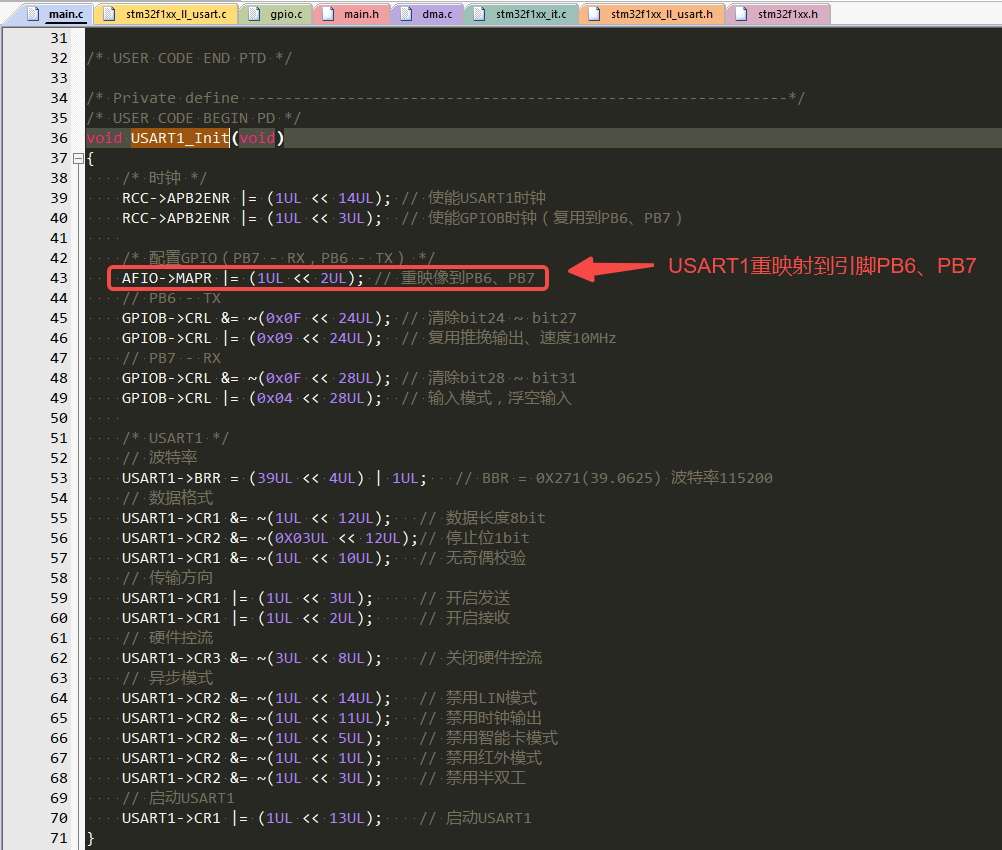 main.c stm32f1xx_ll_usart.c gpio.c main.h dma.c stm32f1xx_it.c stm32f1xx_ll_usart.h stm32f1xx.h
31
32 /* USER CODE END PTD */
33
34 /* Private define ------------------------------------------------------------*/
35 /* USER CODE BEGIN PD */
36 void USART1_Init(void)
37 {
38 /* 时钟 */
39 RCC->APB2ENR |= (1UL << 14UL); // 使能USART1时钟
40 RCC->APB2ENR |= (1UL << 3UL); // 使能GPIOB时钟(复用到PB6、PB7)
41
42 /* 配置GPIO(PB7 - RX,PB6 - TX) */
43 AFIO->MAPR |= (1UL << 2UL); // 重映像到PB6、PB7 USART1重映射到引脚PB6、PB7
44 // PB6 - TX
45 GPIOB->CRL &= ~(0x0F << 24UL); // 清除bit24 ~ bit27
46 GPIOB->CRL |= (0x09 << 24UL); // 复用推挽输出、速度10MHz
47 // PB7 - RX
48 GPIOB->CRL &= ~(0x0F << 28UL); // 清除bit28 ~ bit31
49 GPIOB->CRL |= (0x04 << 28UL); // 输入模式,浮空输入
50
51 /* USART1 */
52 // 波特率
53 USART1->BRR = (39UL << 4UL) | 1UL; // BBR = 0X271(39.0625) 波特率115200
54 // 数据格式
55 USART1->CR1 &= ~(1UL << 12UL); // 数据长度8bit
56 USART1->CR2 &= ~(0X03UL << 12UL);// 停止位1bit
57 USART1->CR1 &= ~(1UL << 10UL); // 无奇偶校验
58 // 传输方向
59 USART1->CR1 |= (1UL << 3UL); // 开启发送
60 USART1->CR1 |= (1UL << 2UL); // 开启接收
61 // 硬件控流
62 USART1->CR3 &= ~(3UL << 8UL); // 关闭硬件控流
63 // 异步模式
64 USART1->CR2 &= ~(1UL << 14UL); // 禁用LIN模式
65 USART1->CR2 &= ~(1UL << 11UL); // 禁用时钟输出
66 USART1->CR2 &= ~(1UL << 5UL); // 禁用智能卡模式
67 USART1->CR2 &= ~(1UL << 1UL); // 禁用红外模式
68 USART1->CR2 &= ~(1UL << 3UL); // 禁用半双工
69 // 启动USART1
70 USART1->CR1 |= (1UL << 13UL); // 启动USART1
71 }